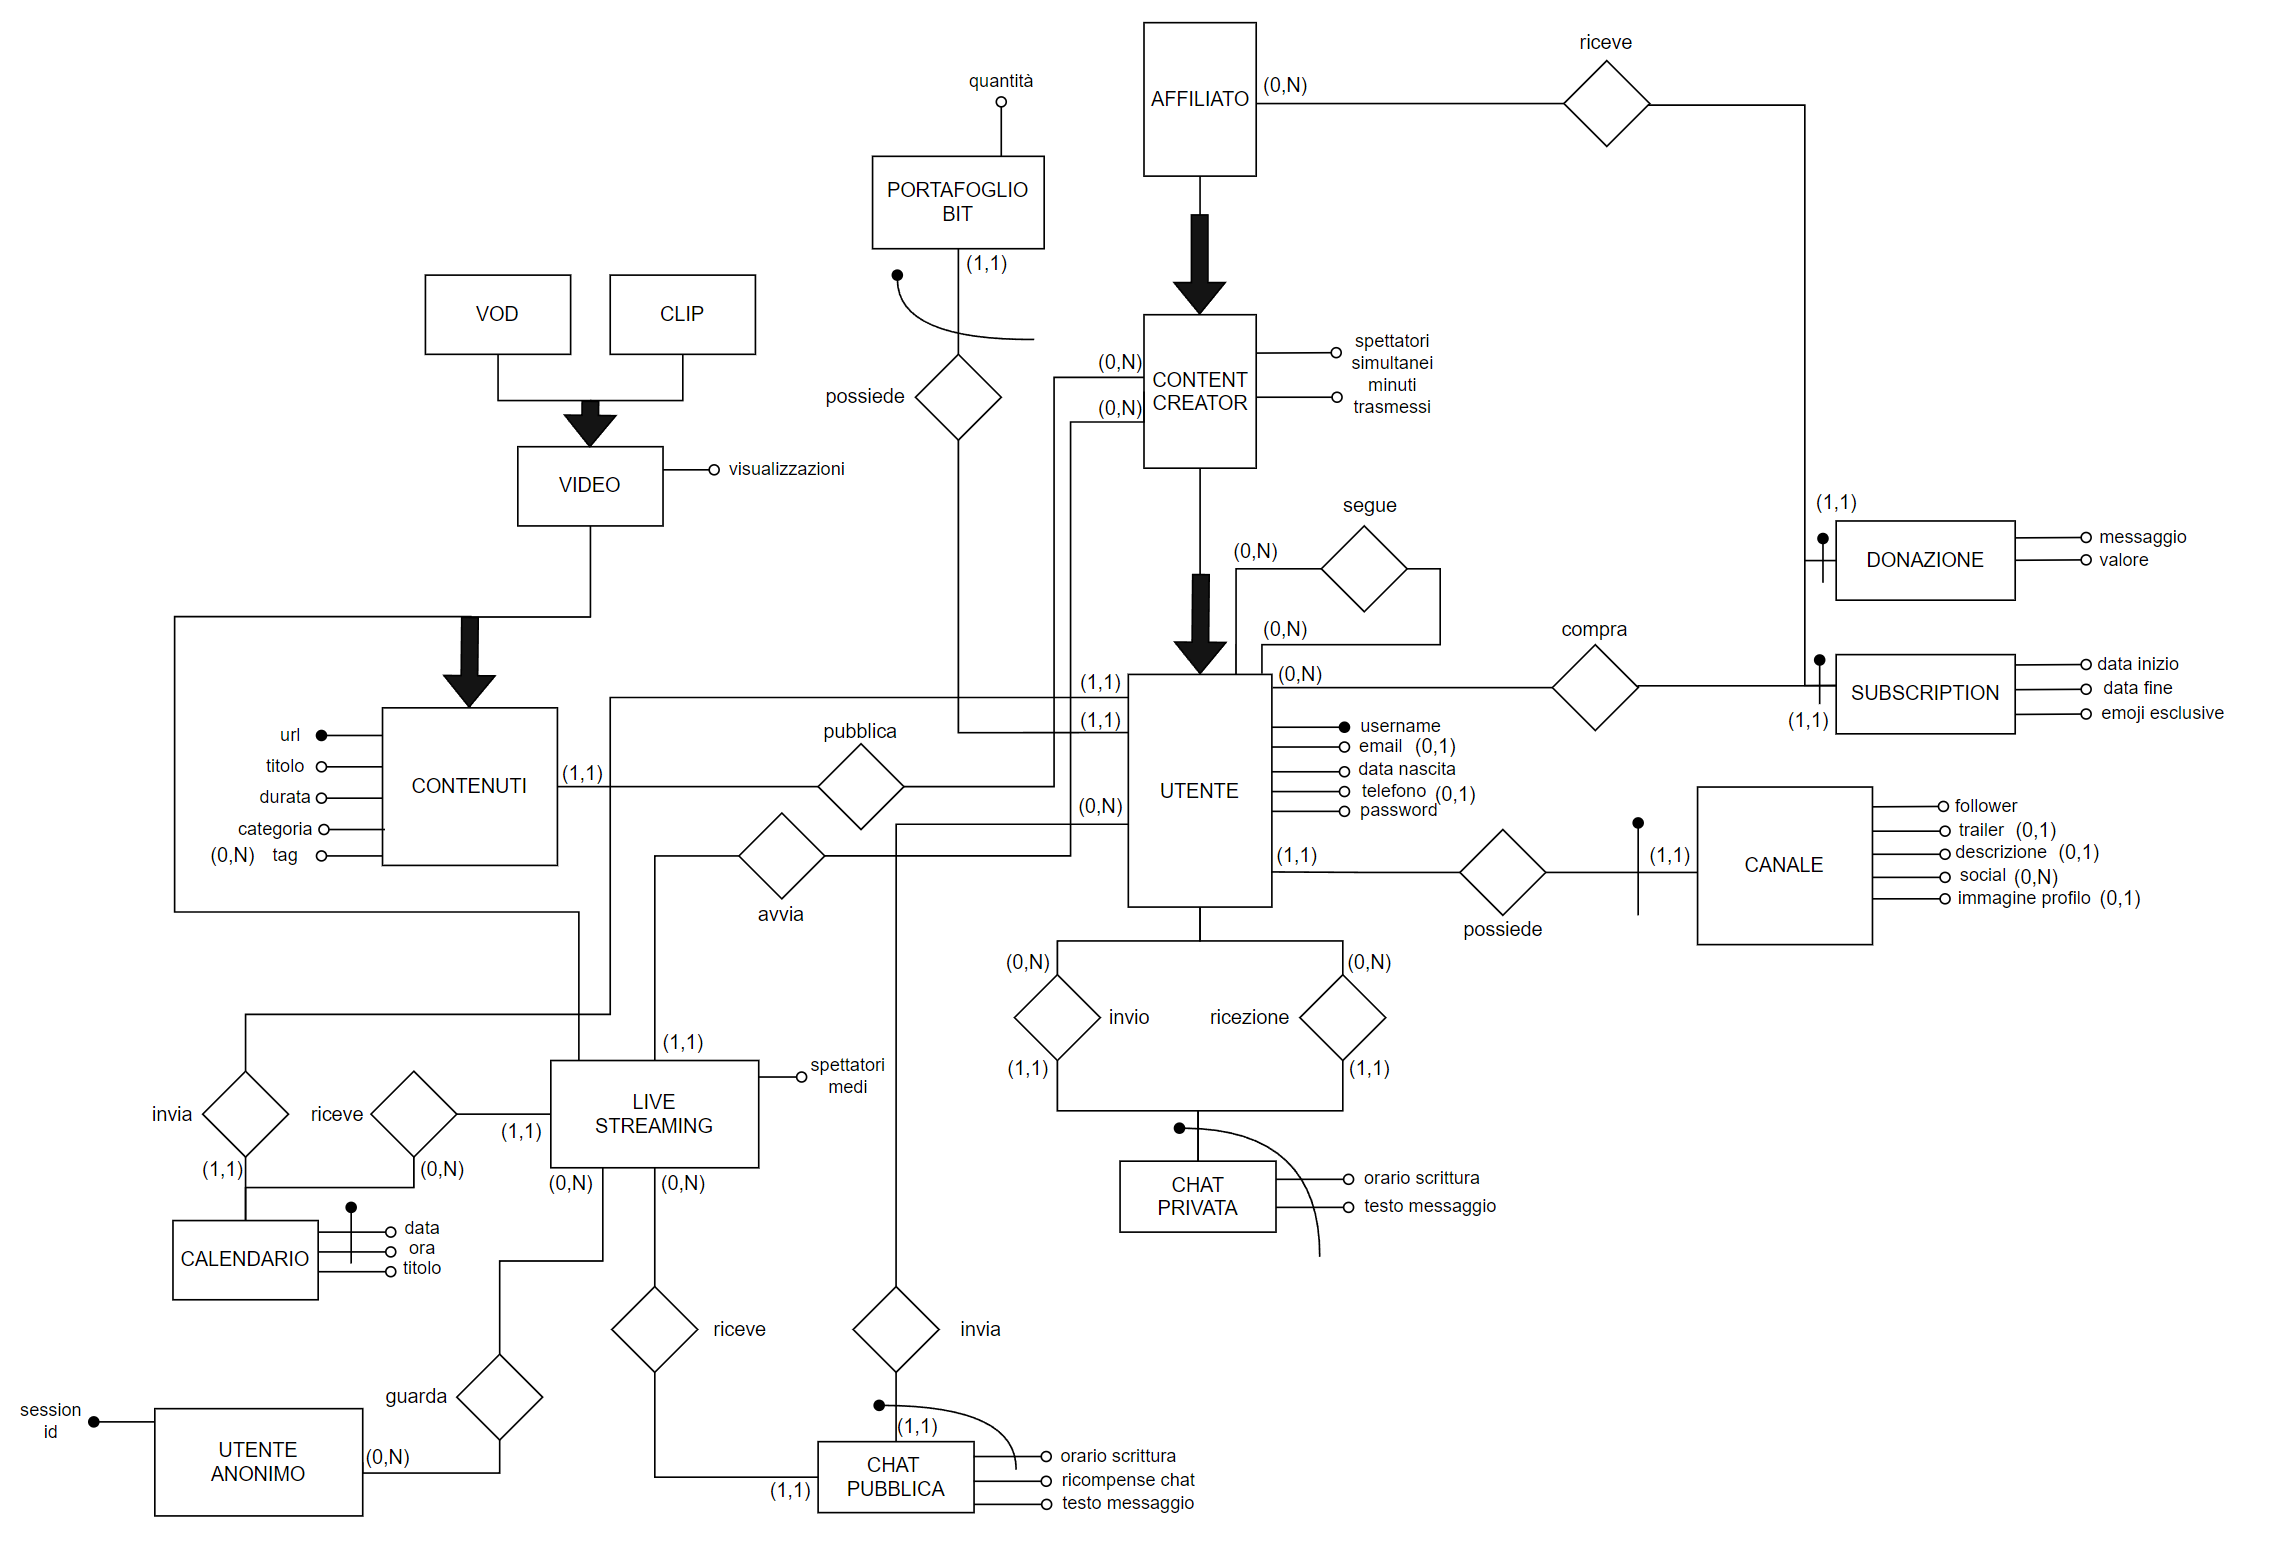 riceve
AFFILIATO
(0,N)
quantità
PORTAFOGLIO
BIT
(1,1)
VOD
CLIP
possiede
(0,N)
(0,N)
CONTENT
CREATOR
spettatori
simultanei
minuti
trasmessi
VIDEO
visualizzazioni
segue
(0,N)
(0,N)
(1,1)
DONAZIONE
messaggio
valore
compra
(0,N)
SUBSCRIPTION
(1,1)
data inizio
data fine
emoji esclusive
(1,1)
(1,1)
(0,N)
UTENTE
username
email (0,1)
data nascita
telefono (0,1)
password
pubblica
url
titolo
durata
categoria
(0,N) tag
CONTENUTI
(1,1)
avvia
(1,1)
possiede
(1,1)
CANALE
follower
trailer (0,1)
descrizione (0,1)
social (0,N)
immagine profilo (0,1)
(0,N)
(0,N)
invio
ricezione
(1,1)
(1,1)
(1,1)
LIVE
STREAMING
spettatori
medi
invia
riceve
(1,1)
(1,1)
(0,N)
(0,N)
(0,N)
CHAT
PRIVATA
orario scrittura
testo messaggio
CALENDARIO
data
ora
titolo
riceve
invia
guarda
session
id
UTENTE
ANONIMO
(0,N)
(1,1)
(1,1)
CHAT
PUBBLICA
orario scrittura
ricompense chat
testo messaggio